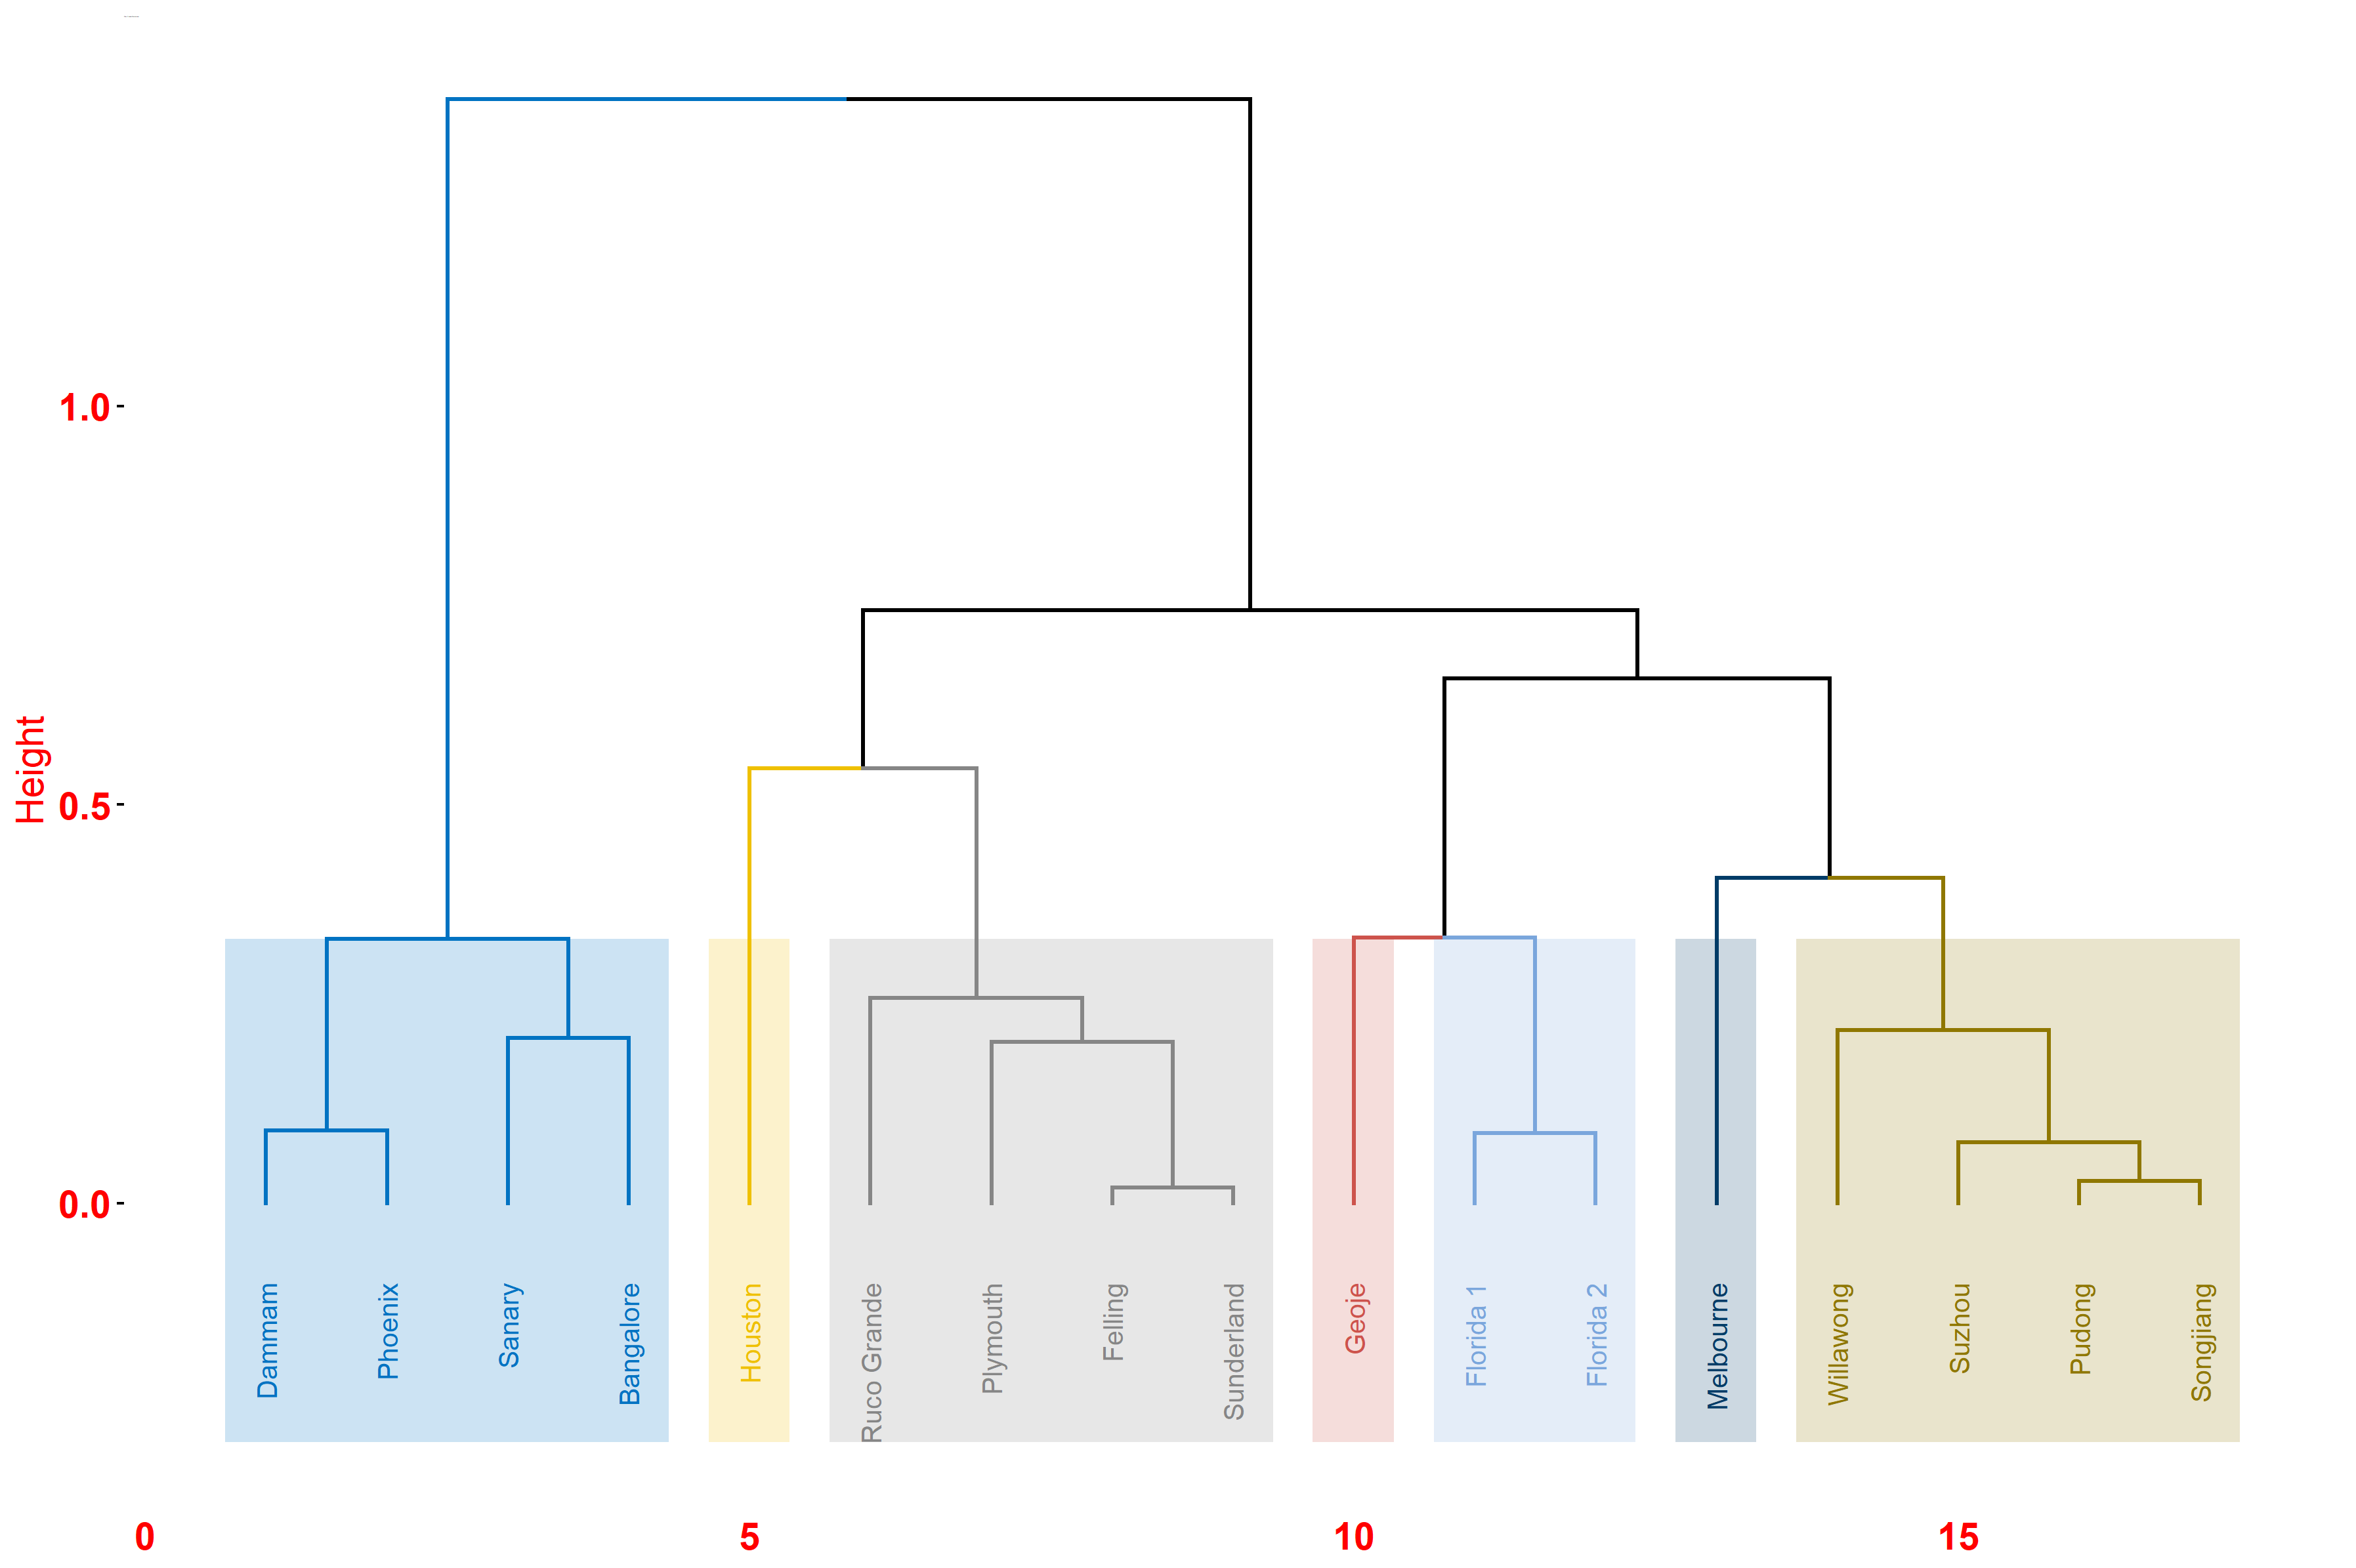 1.0
Height
0.5
0.0
Dammam
Phoenix
Sanary
Bangalore
Houston
Ruco Grande
Plymouth
Felling
Sunderland
Geoje
Florida 1
Florida 2
Melbourne
Willawong
Suzhou
Pudong
Songjiang
0 5 10 15